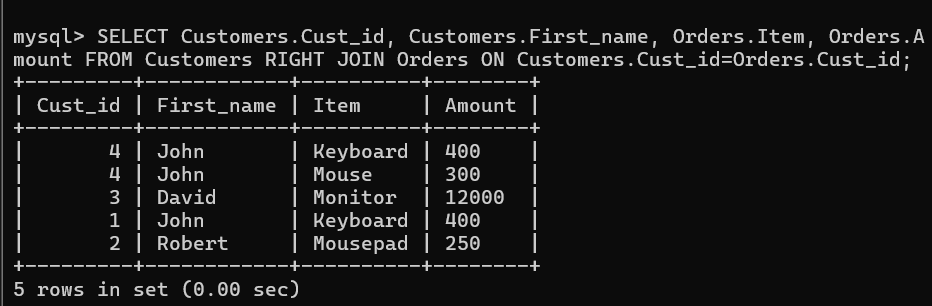 mysql> SELECT Customers.Cust_id, Customers.First_name, Orders.Item, Orders.A
mount FROM Customers RIGHT JOIN Orders ON Customers.Cust_id=Orders.Cust_id;
+---------+------------+----------+--------+
| Cust_id | First_name | Item     | Amount |
+---------+------------+----------+--------+
|       4 | John       | Keyboard | 400    |
|       4 | John       | Mouse    | 300    |
|       3 | David      | Monitor  | 12000  |
|       1 | John       | Keyboard | 400    |
|       2 | Robert     | Mousepad | 250    |
+---------+------------+----------+--------+
5 rows in set (0.00 sec)